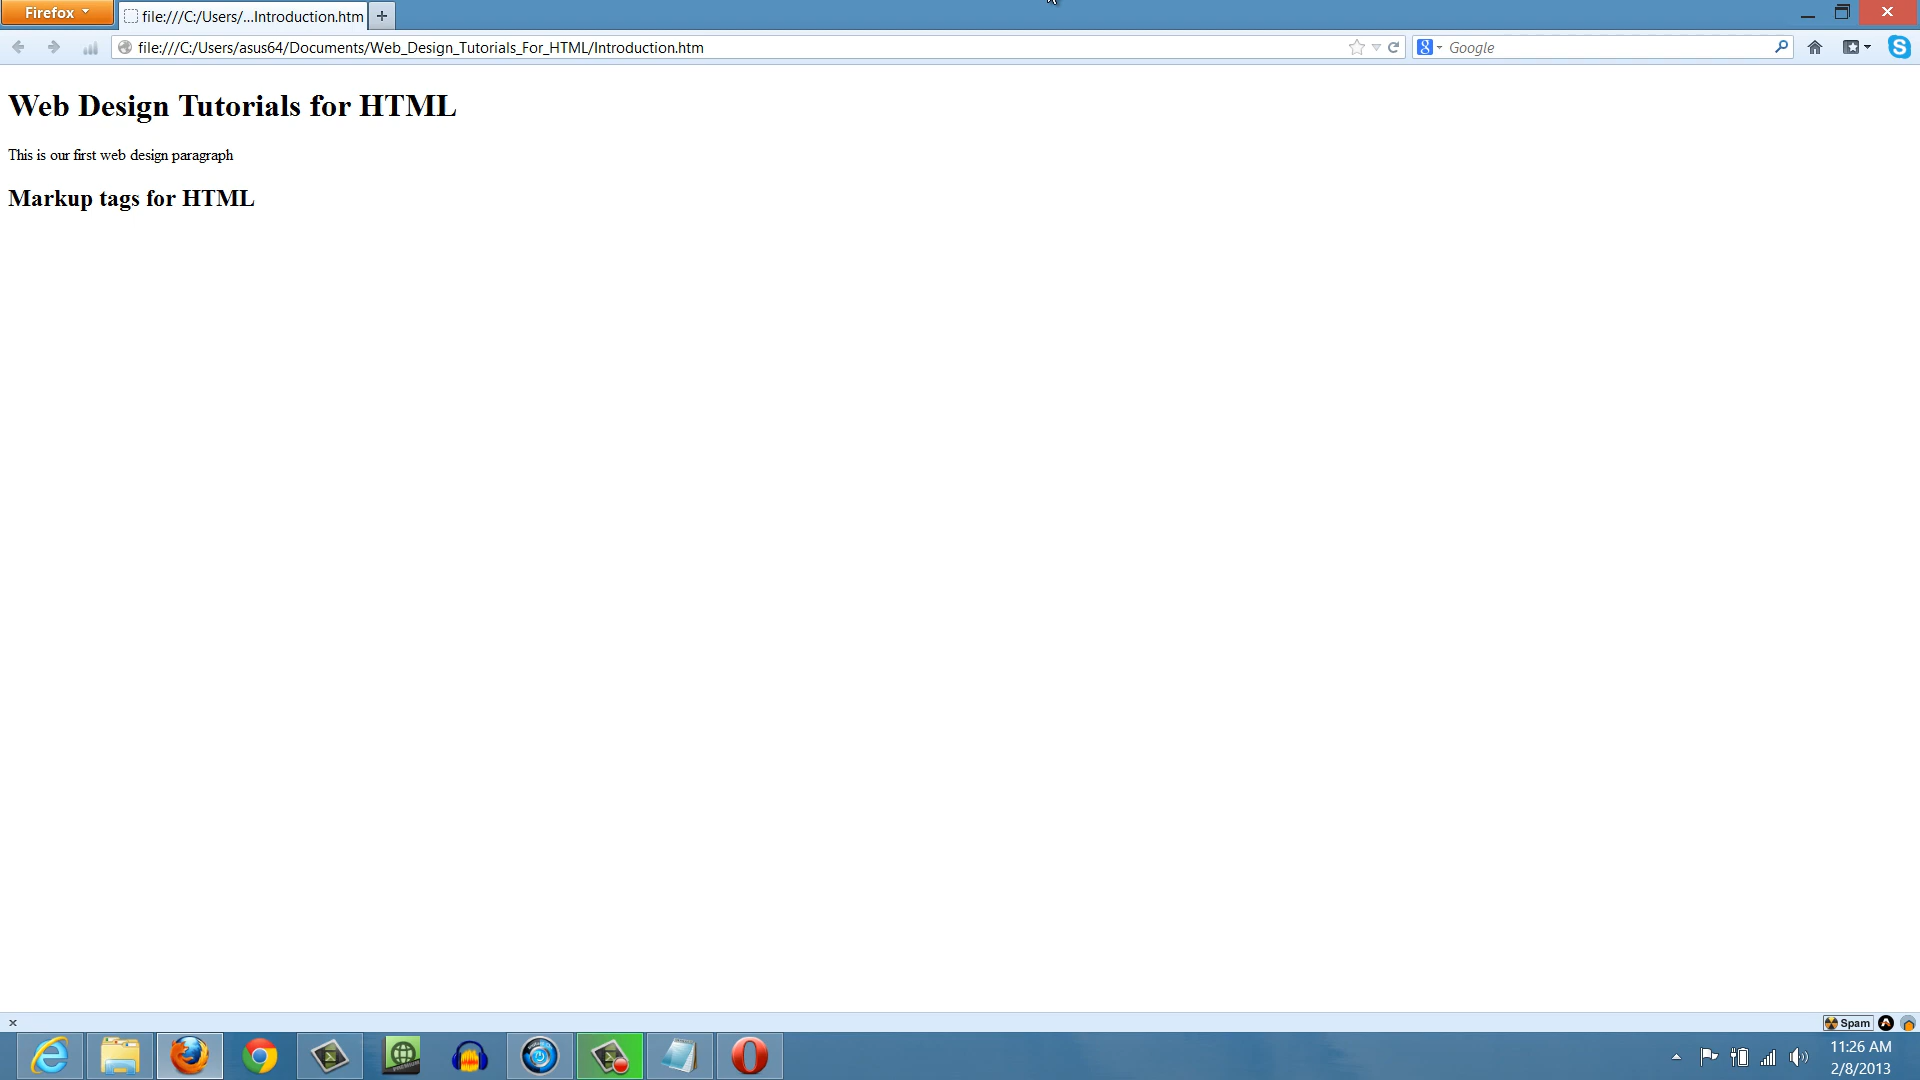 Firefox
file:///C:/Users/...Introduction.htm
file:///C:/Users/asus64/Documents/Web_Design_Tutorials_For_HTML/Introduction.htm
Google
Web Design Tutorials for HTML
This is our first web design paragraph
Markup tags for HTML
Spam
11:26 AM
2/8/2013